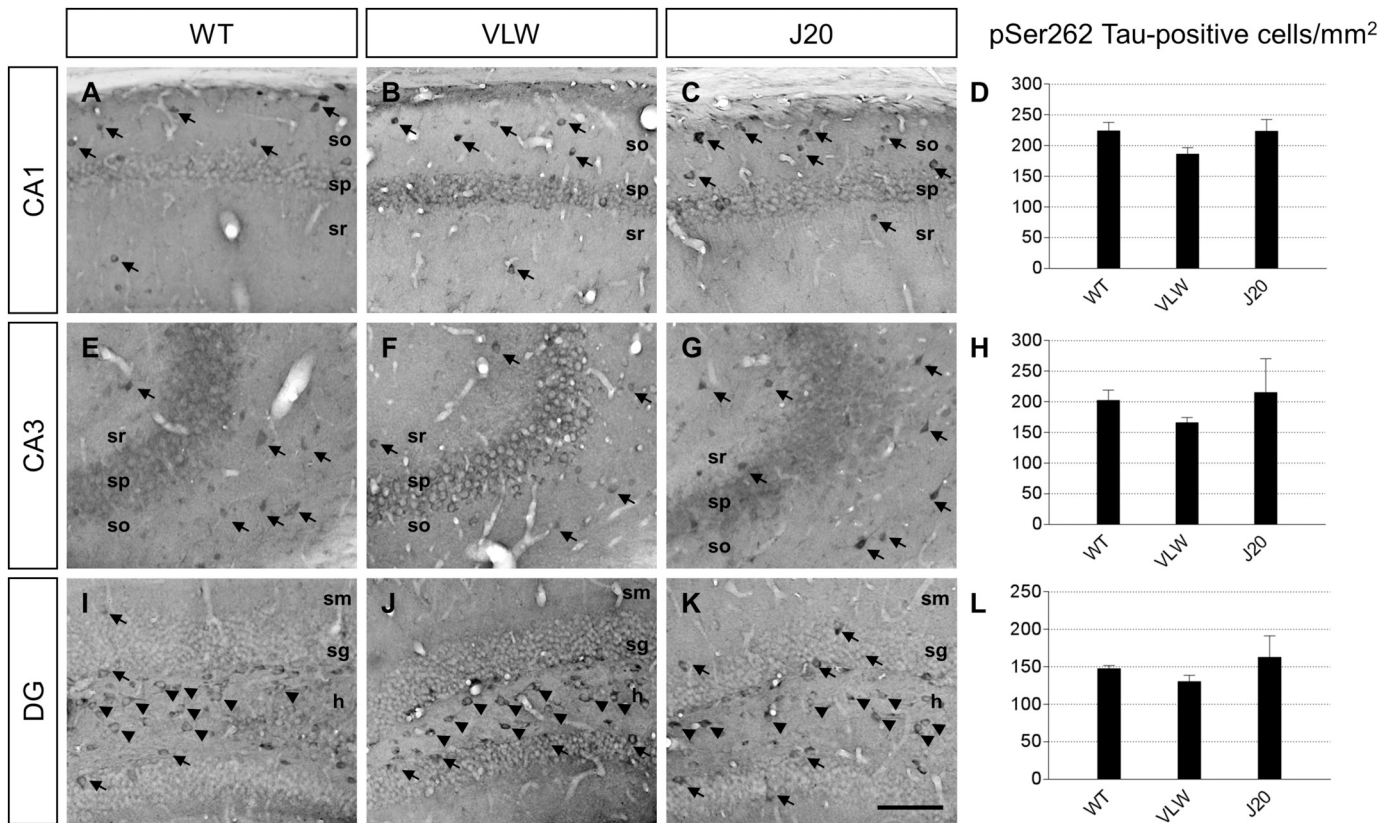 WT VLW J20 pSer262 Tau-positive cells/mm²
CA1
A so sp sr
B so sp sr
C so sp sr
D
300
250
200
150
100
50
0
WT VLW J20
CA3
E sr sp so
F sr sp so
G sr sp so
H
300
250
200
150
100
50
0
WT VLW J20
DG
I sm sg h
J sm sg h
K sm sg h
L
250
200
150
100
50
0
WT VLW J20